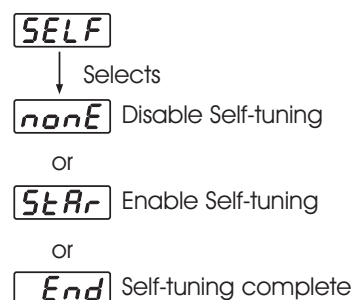 SELF
Selects
nonE Disable Self-tuning
or
StAr Enable Self-tuning
or
End Self-tuning complete